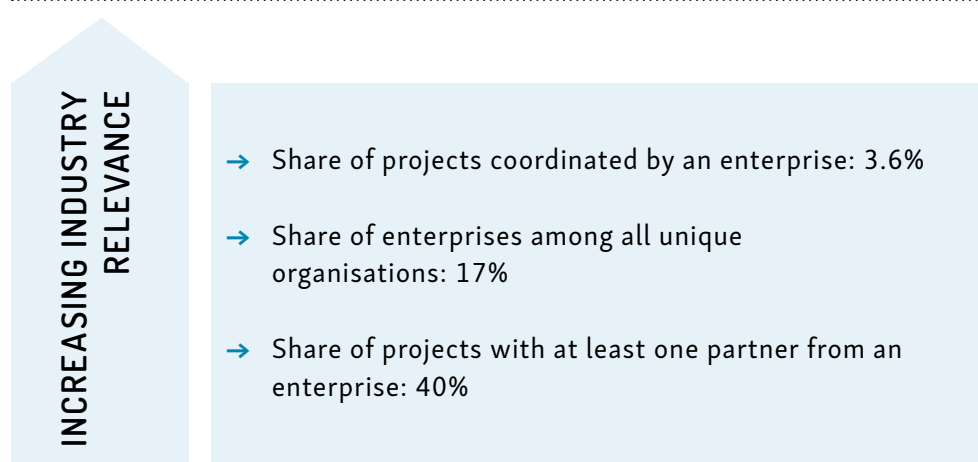 INCREASING INDUSTRY
RELEVANCE
→ Share of projects coordinated by an enterprise: 3.6%
→ Share of enterprises among all unique
organisations: 17%
→ Share of projects with at least one partner from an
enterprise: 40%